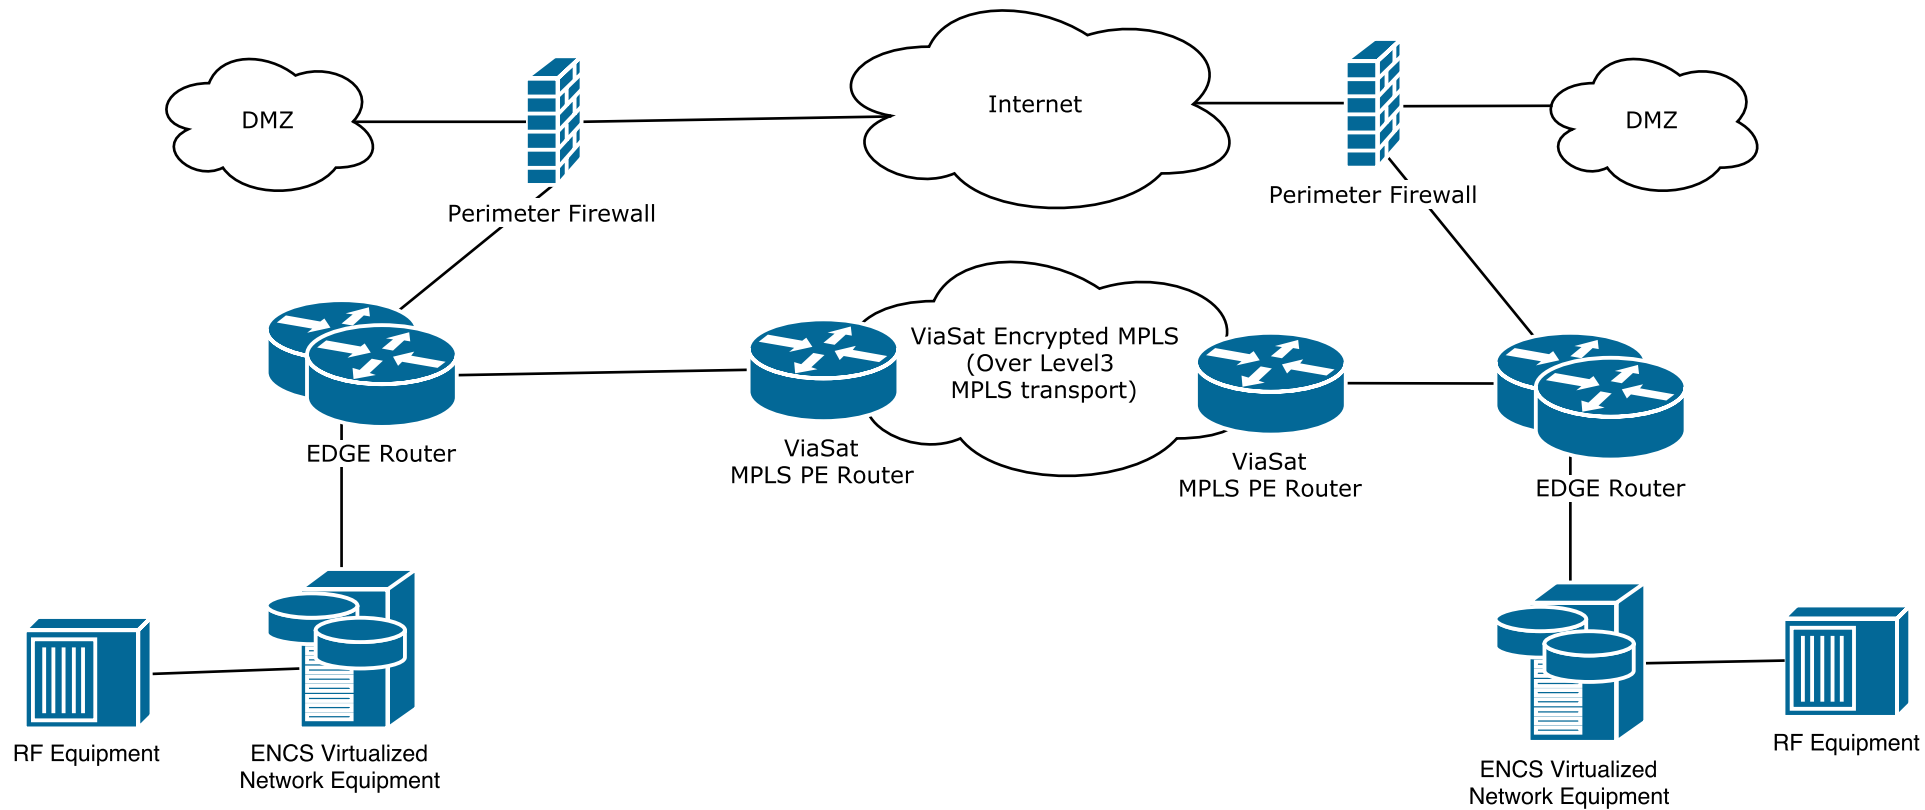 DMZ
Internet
DMZ
Perimeter Firewall
Perimeter Firewall
ViaSat Encrypted MPLS
(Over Level3
MPLS transport)
EDGE Router
ViaSat
MPLS PE Router
ViaSat
MPLS PE Router
EDGE Router
RF Equipment
ENCS Virtualized
Network Equipment
ENCS Virtualized
Network Equipment
RF Equipment